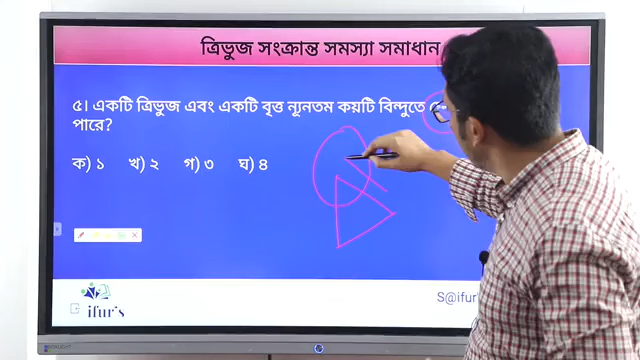 ত্রিভুজ সংক্রান্ত সমস্যা সমাধান
৫। একটি ত্রিভুজ এবং একটি বৃত্ত ন্যূনতম কয়টি বিন্দুতে
পারে?
ক) ১ খ) ২ গ) ৩ ঘ) ৪
ifur's
S@ifur